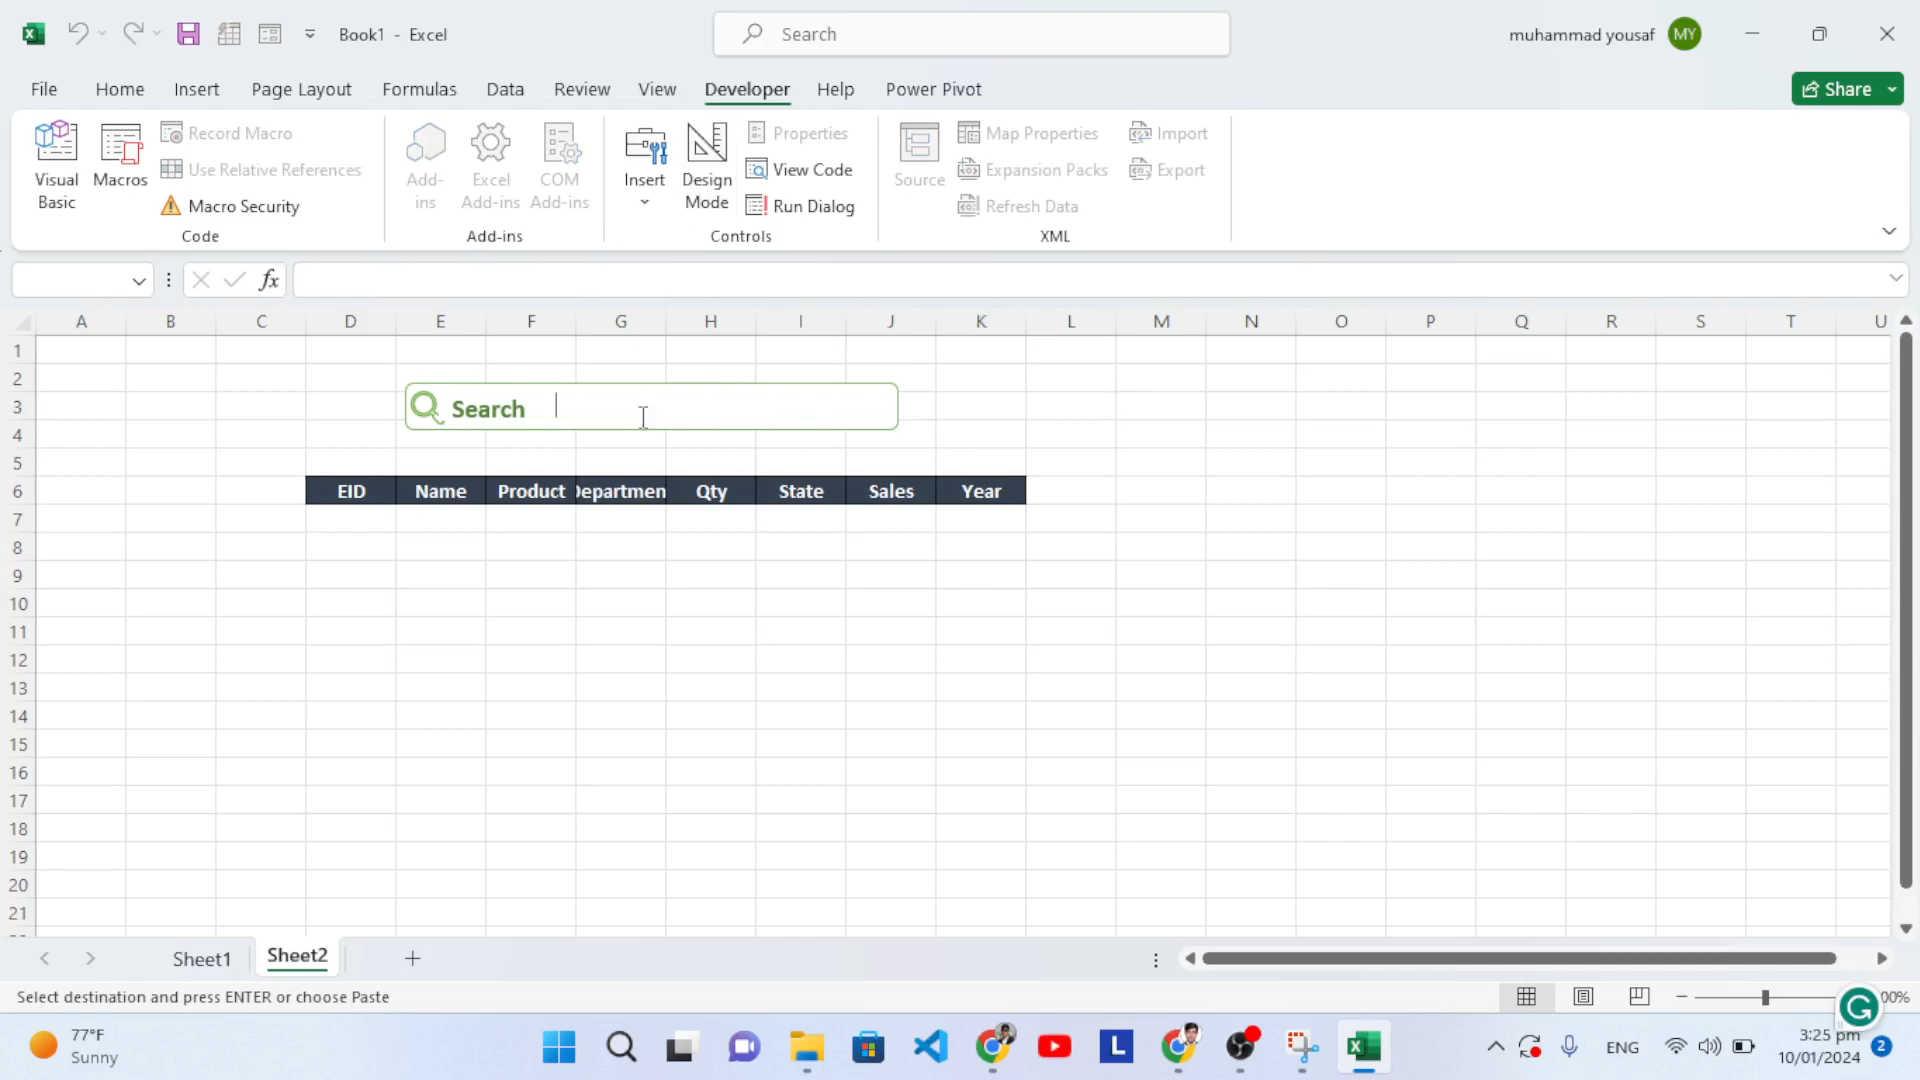 Book1 - Excel
Search
muhammad yousaf
MY
File Home Insert Page Layout Formulas Data Review View Developer Help Power Pivot
Share
Visual Basic
Macros
Record Macro
Use Relative References
Macro Security
Code
Add-ins
Excel Add-ins
COM Add-ins
Add-ins
Insert
Design Mode
Properties
View Code
Run Dialog
Controls
Source
Map Properties
Expansion Packs
Refresh Data
Import
Export
XML
fx
A B C D E F G H I J K L M N O P Q R S T U
1
2
3
Search
4
5
6
EID Name Product Departmen Qty State Sales Year
7
8
9
10
11
12
13
14
15
16
17
18
19
20
21
Sheet1 Sheet2
Select destination and press ENTER or choose Paste
00%
77°F
Sunny
L
ENG
3:25 pm
10/01/2024
2